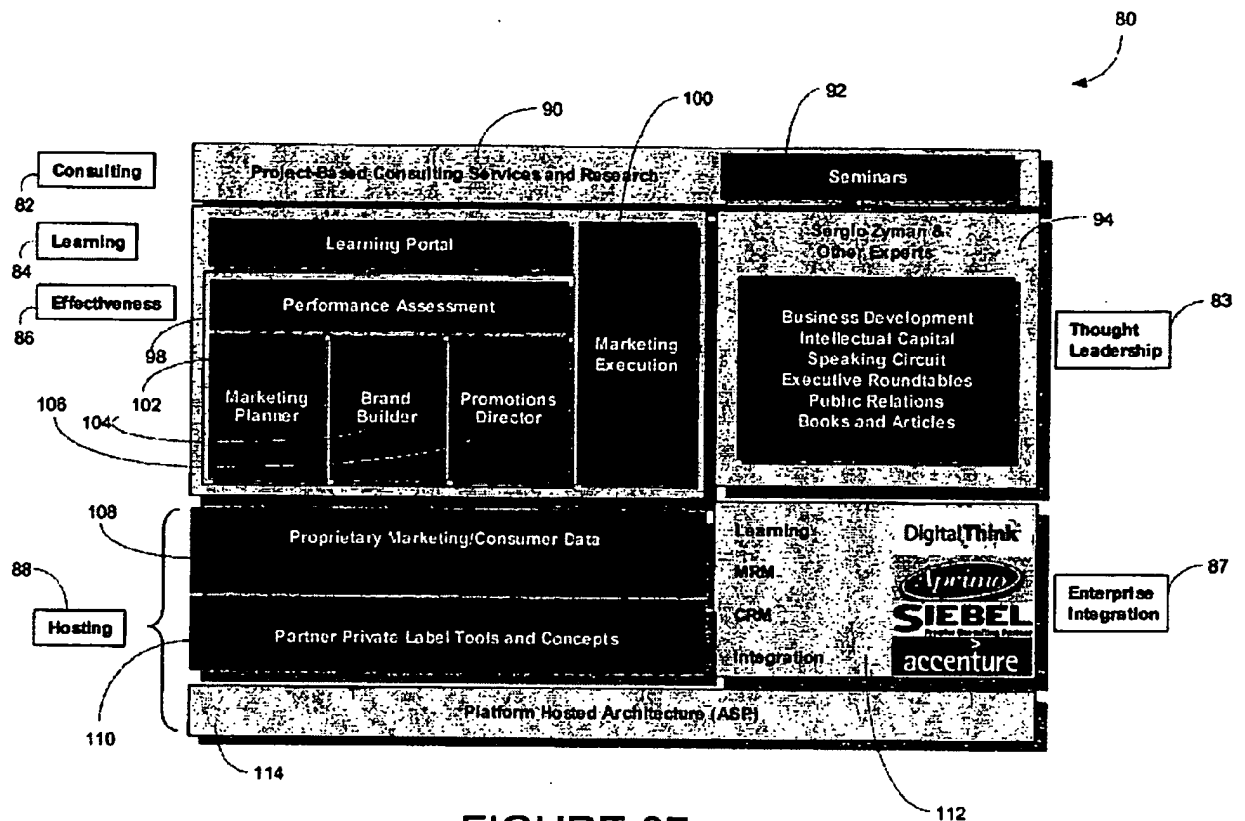 80
90
100
92
Consulting
82
Project-Based Consulting Services and Research
Seminars
Learning
84
Learning Portal
Sergio Zyman &
Other Experts
94
Effectiveness
86
Performance Assessment
98
102
104
106
Marketing
Planner
Brand
Builder
Promotions
Director
Marketing
Execution
Business Development
Intellectual Capital
Speaking Circuit
Executive Roundtables
Public Relations
Books and Articles
83
Thought
Leadership
108
Proprietary Marketing/Consumer Data
Learning
DigitalThink
88
Hosting
MRM
Aprimo
87
Enterprise
Integration
CRM
SIEBEL
Partner Private Label Tools and Concepts
Integration
accenture
110
Platform Hosted Architecture (ASP)
114
112